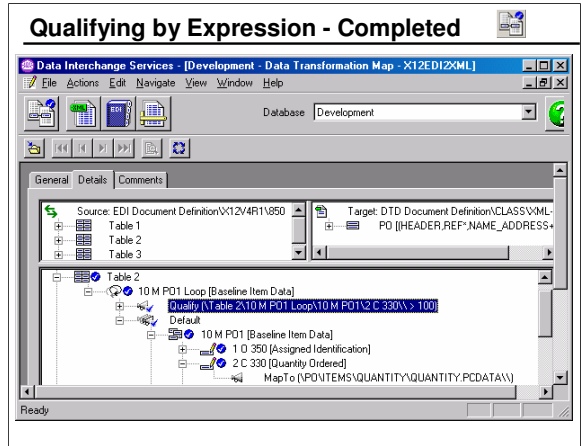 Qualifying by Expression - Completed
Data Interchange Services - [Development - Data Transformation Map - X12EDI2XML]
File Actions Edit Navigate View Window Help
XML EDI
Database Development
General Details Comments
Source: EDI Document Definition\X12V4R1\850
Table 1
Table 2
Table 3
Target: DTD Document Definition\CLASS\XML-
PO [(HEADER,REF*,NAME_ADDRESS+
Table 2
10 M PO1 Loop [Baseline Item Data]
Qualify (\Table 2\10 M PO1 Loop\10 M PO1\2 C 330\\ > 100)
Default
10 M PO1 [Baseline Item Data]
1 O 350 [Assigned Identification]
2 C 330 [Quantity Ordered]
MapTo (\PO\ITEMS\QUANTITY\QUANTITY.PCDATA\\)
Ready